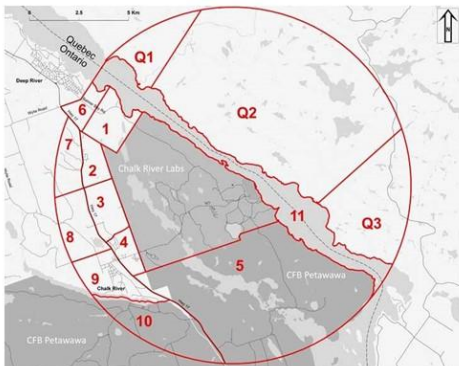 0 2.5 5 Km
N
Quebec
Ontario
Deep River
Q1
Q2
6
1
7
2
Chalk River Labs
3
11
Q3
8
4
5
CFB Petawawa
9
Chalk River
10
CFB Petawawa